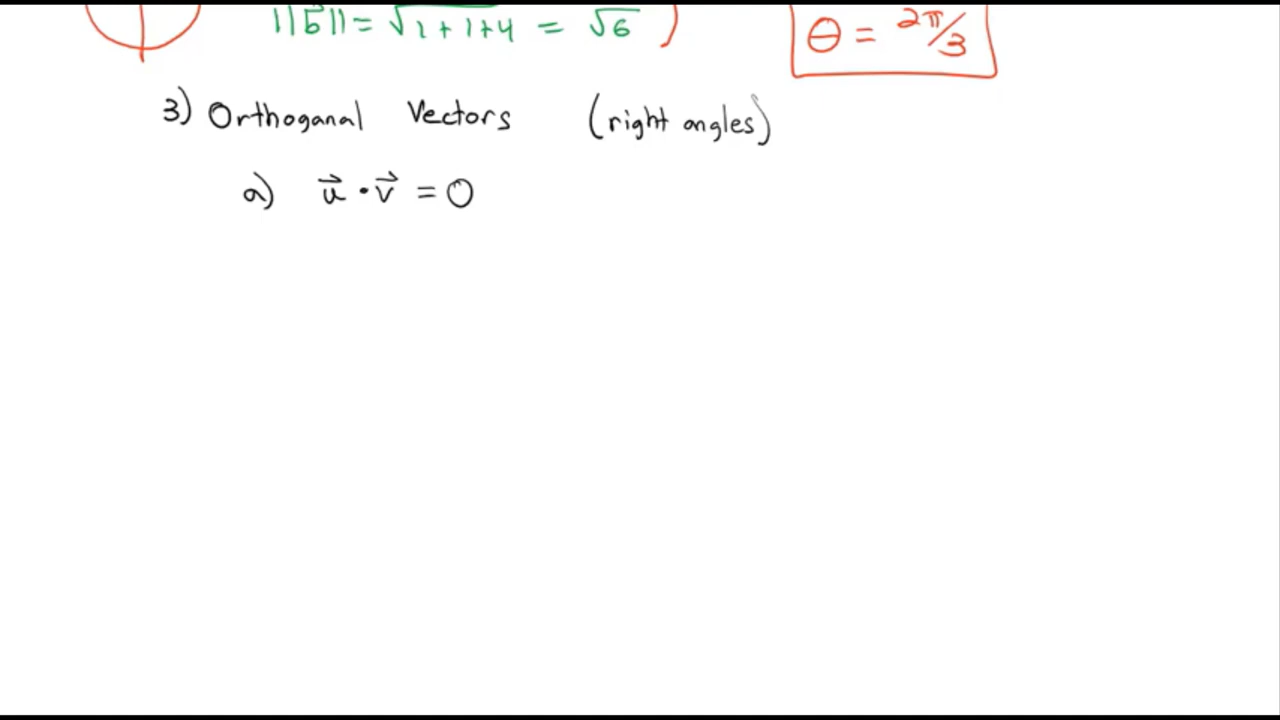 ||b⃗|| = √1+1+4 = √6 )
θ = 2π/3
3) Orthoganal Vectors (right angles)
a) u⃗ · v⃗ = 0